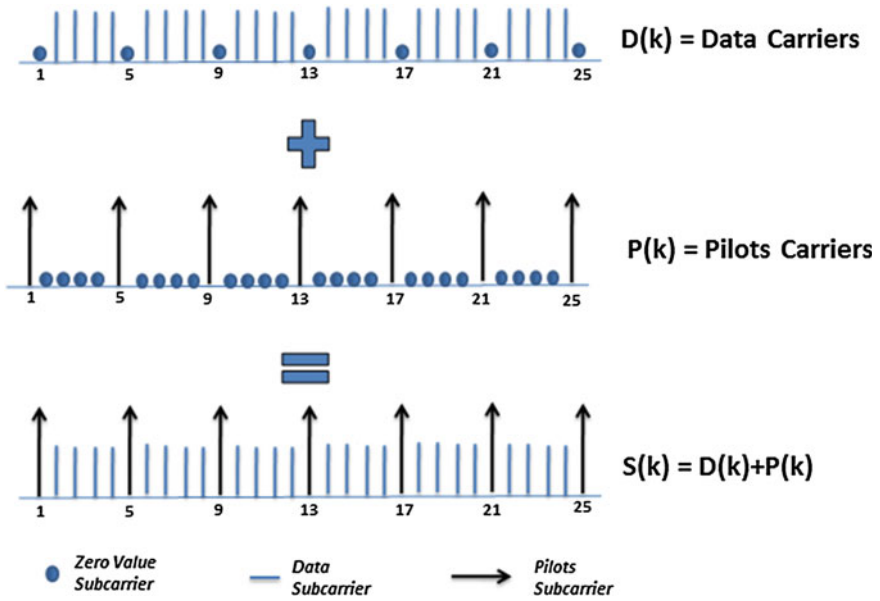 D(k) = Data Carriers
1 5 9 13 17 21 25
P(k) = Pilots Carriers
1 5 9 13 17 21 25
S(k) = D(k)+P(k)
1 5 9 13 17 21 25
Zero Value
Subcarrier
Data
Subcarrier
Pilots
Subcarrier